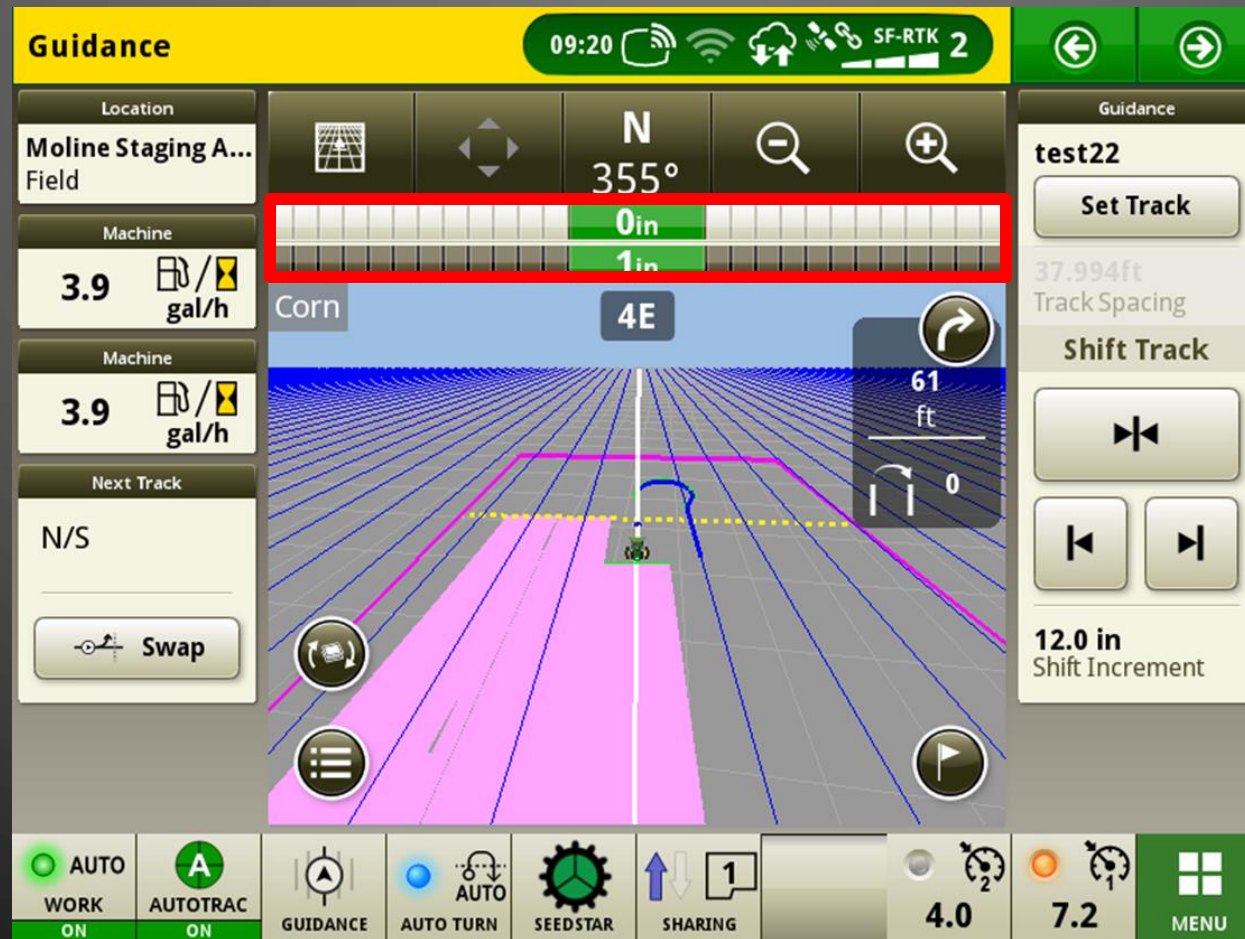 Guidance
09:20
SF-RTK 2
Location
Moline Staging A...
Field
Machine
3.9 gal/h
Machine
3.9 gal/h
Next Track
N/S
Swap
N
355°
0in
1in
Corn
4E
61
ft
0
Guidance
test22
Set Track
37.994ft
Track Spacing
Shift Track
12.0 in
Shift Increment
AUTO
WORK
ON
A
AUTOTRAC
ON
GUIDANCE
AUTO
AUTO TURN
SEEDSTAR
1
SHARING
2
4.0
1
7.2
MENU